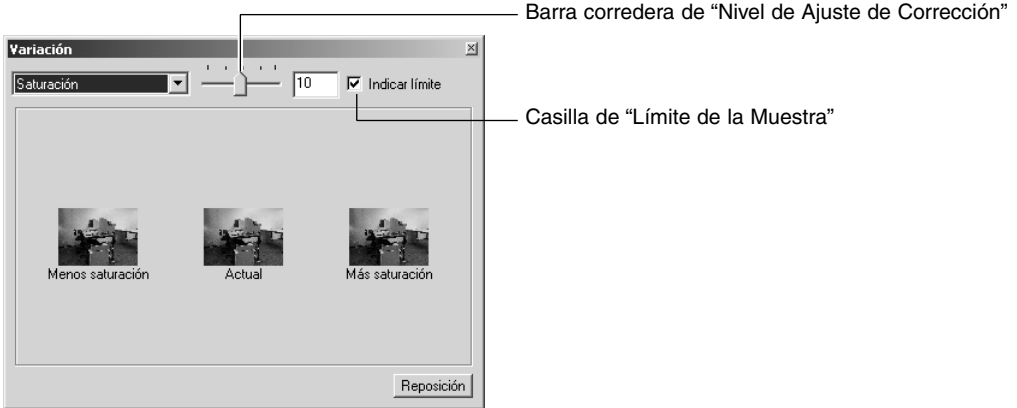 Barra corredera de “Nivel de Ajuste de Corrección”
Variación
Saturación
10
Indicar límite
Casilla de “Límite de la Muestra”
Menos saturación
Actual
Más saturación
Reposición